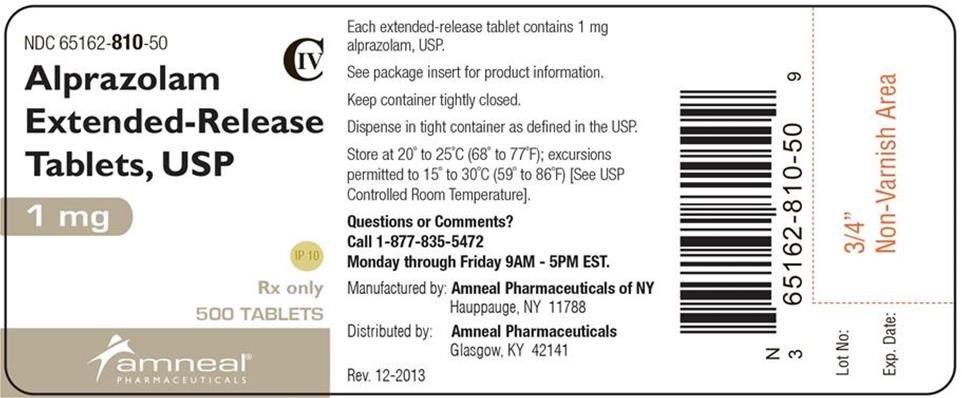 NDC 65162-810-50
CIV
Alprazolam
Extended-Release
Tablets, USP
1 mg
IP 10
Rx only
500 TABLETS
amneal®
PHARMACEUTICALS
Each extended-release tablet contains 1 mg
alprazolam, USP.
See package insert for product information.
Keep container tightly closed.
Dispense in tight container as defined in the USP.
Store at 20° to 25°C (68° to 77°F); excursions
permitted to 15° to 30°C (59° to 86°F) [See USP
Controlled Room Temperature].
Questions or Comments?
Call 1-877-835-5472
Monday through Friday 9AM - 5PM EST.
Manufactured by: Amneal Pharmaceuticals of NY
Hauppauge, NY 11788
Distributed by: Amneal Pharmaceuticals
Glasgow, KY 42141
Rev. 12-2013
N
3 65162-810-50 9
3/4”
Non-Varnish Area
Lot No:
Exp. Date: